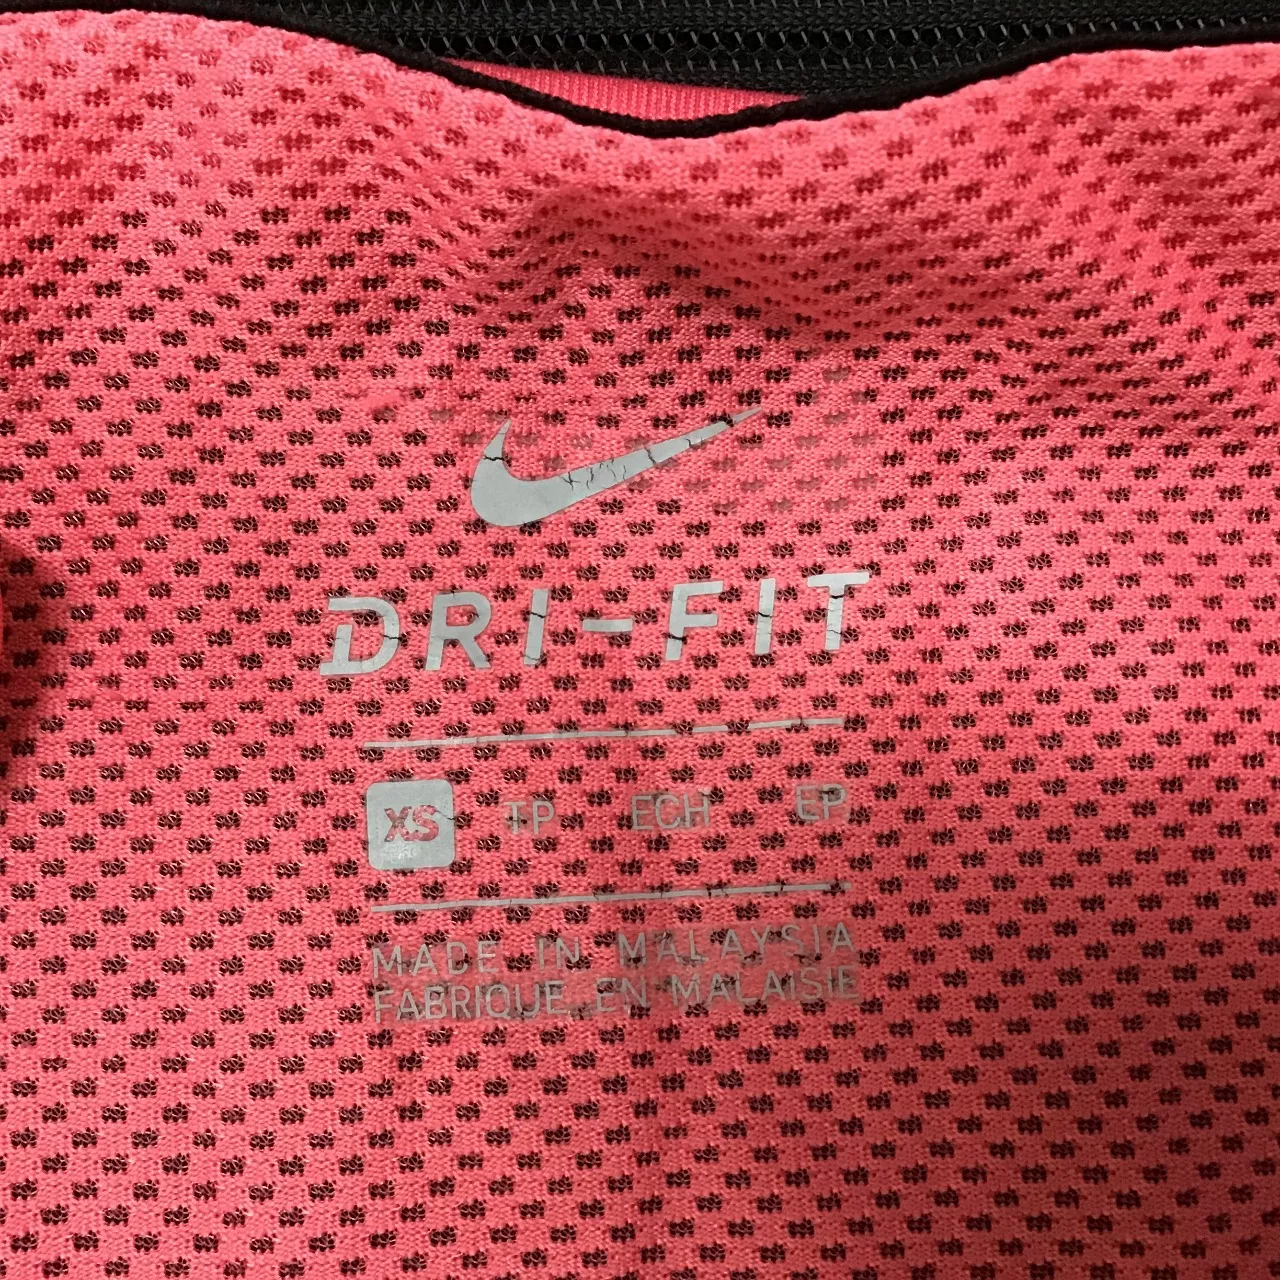 DRI-FIT
XS TP ECH EP
MADE IN MALAYSIA
FABRIQUE EN MALAISIE